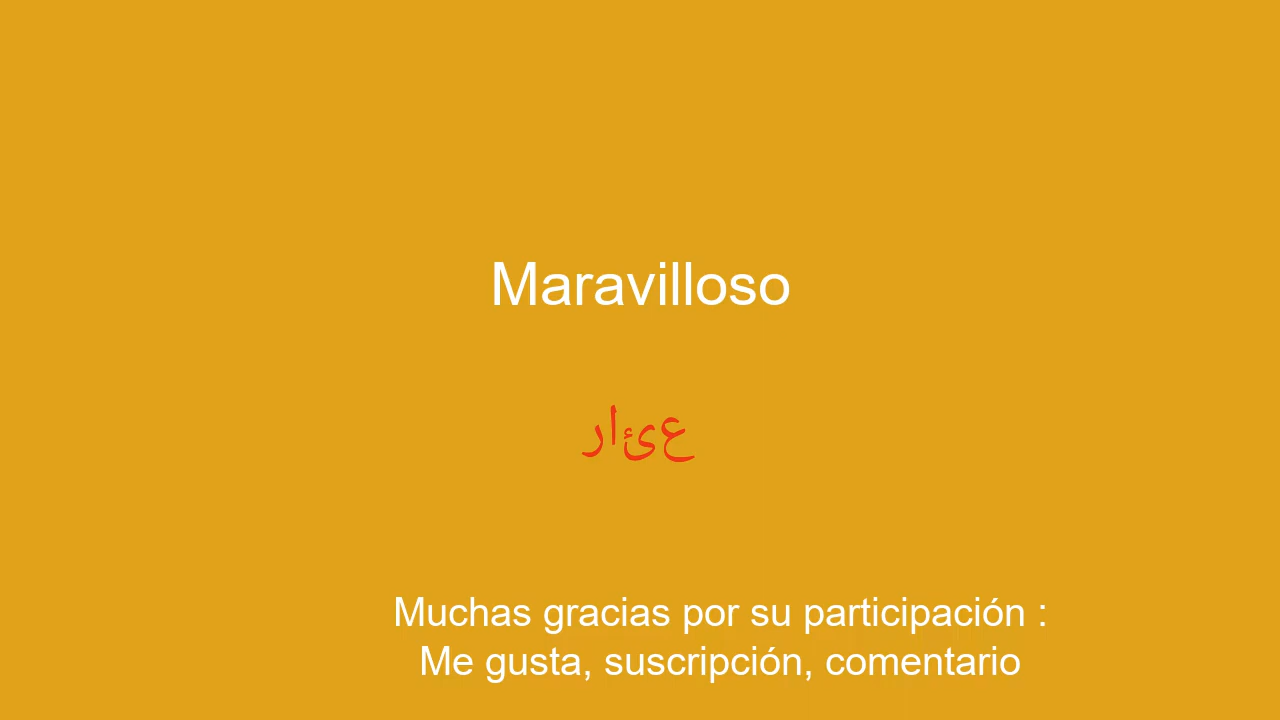 Maravilloso
رائع
Muchas gracias por su participación :
Me gusta, suscripción, comentario